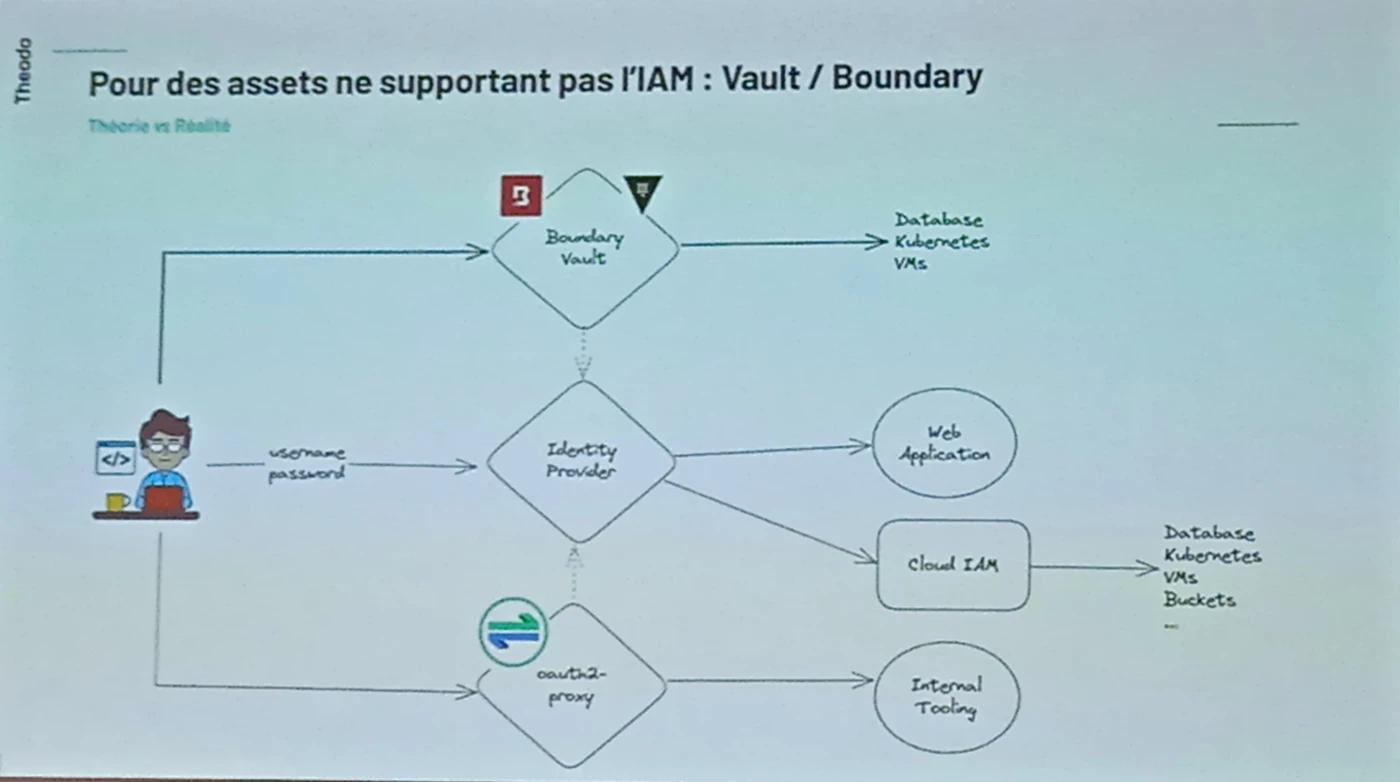 Theodo
Pour des assets ne supportant pas l'IAM : Vault / Boundary
Théorie vs Réalité
B
Boundary
Vault
Database
Kubernetes
VMs
</>
username
password
Identity
Provider
Web
Application
Cloud IAM
Database
Kubernetes
VMs
Buckets
...
oauth2-
proxy
Internal
Tooling